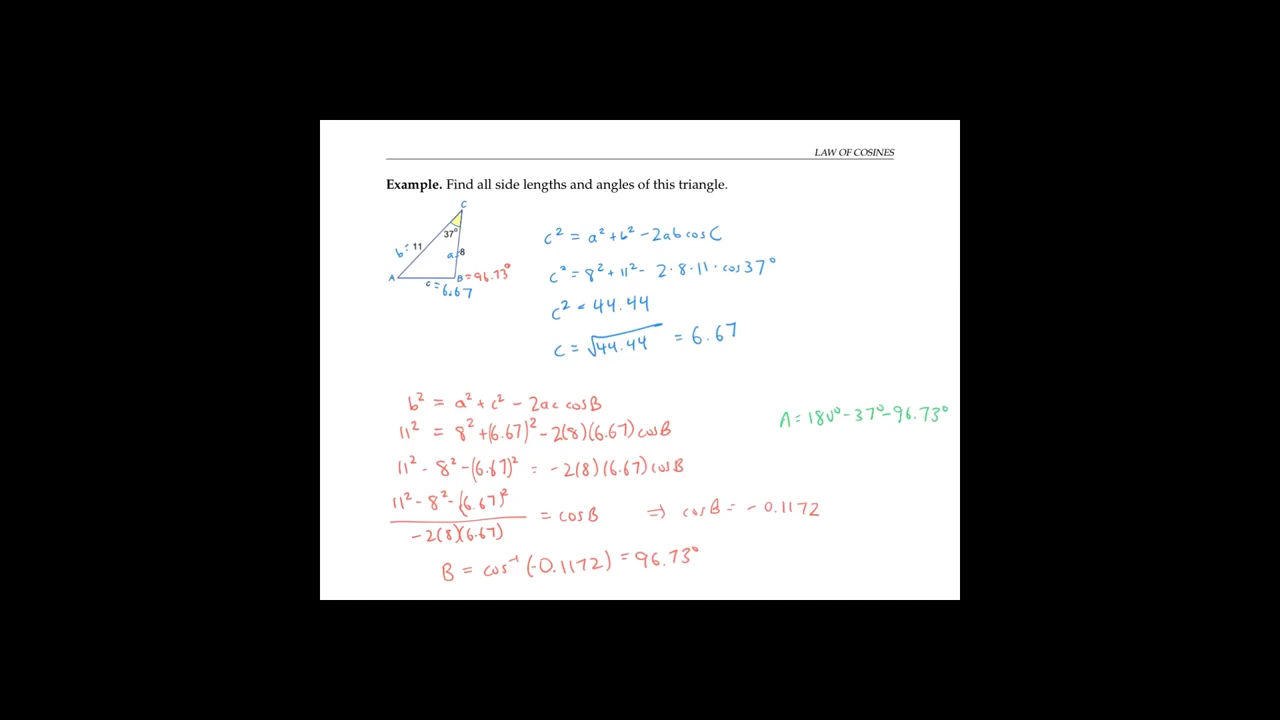 LAW OF COSINES
Example. Find all side lengths and angles of this triangle.
C
37°
b = 11
a = 8
A
B = 96.73°
c = 6.67
c² = a² + b² - 2ab cos C
c² = 8² + 11² - 2·8·11·cos 37°
c² = 44.44
c = √44.44 = 6.67
b² = a² + c² - 2ac cos B
11² = 8² + (6.67)² - 2(8)(6.67) cos B
11² - 8² - (6.67)² = -2(8)(6.67) cos B
11² - 8² - (6.67)²
-2(8)(6.67)
= cos B ⇒ cos B = -0.1172
B = cos⁻¹(-0.1172) = 96.73°
A = 180° - 37° - 96.73°